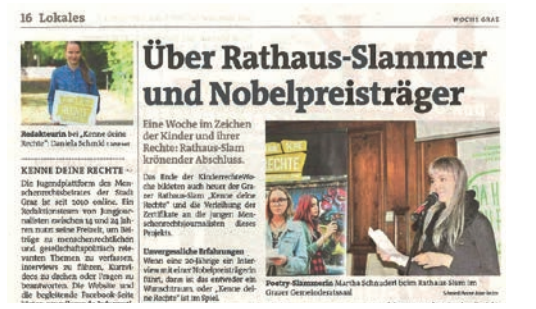 16 Lokales
WOCHE GRAZ
Über Rathaus-Slammer
und Nobelpreisträger
Redakteurin bei „Kenne deine
Rechte“: Daniella
Eine Woche im Zeichen
der Kinder und ihrer
Rechte: Rathaus-Slam
krönender Abschluss.
KENNE DEINE RECHTE
Die Jugendplattform des Men-
schenrechtsbeirates der Stadt
Graz ist seit 2010 online. Ein
Redaktionsteam von Jungjour-
nalisten zwischen 14 und 24 Jah-
ren nutzt seine Freizeit, um Bei-
träge zu menschenrechtlichen
und gesellschaftspolitisch rele-
vanten Themen zu verfassen,
Interviews zu führen, Kurzvi-
deos zu drehen oder Fragen zu
beantworten. Die Website und
die begleitende Facebook-Seite
Das Ende der KinderrechteWo-
che bildeten auch heuer der Gra-
zer Rathaus-Slam „Kenne deine
Rechte“ und die Verleihung der
Zertifikate an die jungen Men-
schenrechtsjournalisten dieses
Projekts.
Unvergessliche Erfahrungen
Wenn eine 20-Jährige ein Inter-
view mit einer Nobelpreisträgerin
führt, dann ist das entweder ein
Wunschtraum, oder „Kenne dei-
ne Rechte“ ist im Spiel.
RECHTE
Poetry-Slammerin Martha Schnuderl beim Rathaus Slam im
Grazer Gemeinderatssaal